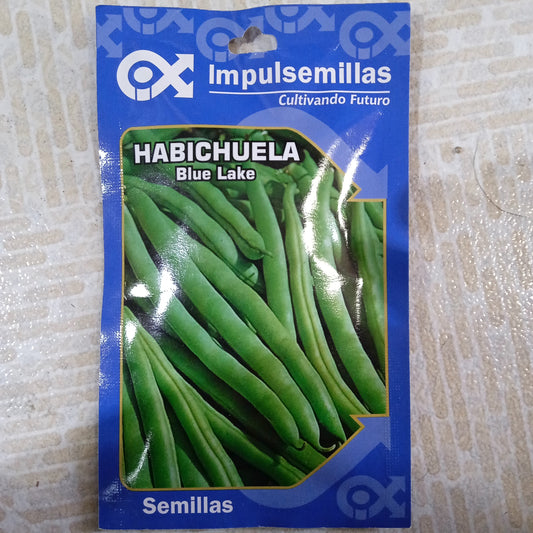 Impulsemillas
Cultivando Futuro
HABICHUELA
Blue Lake
Semillas